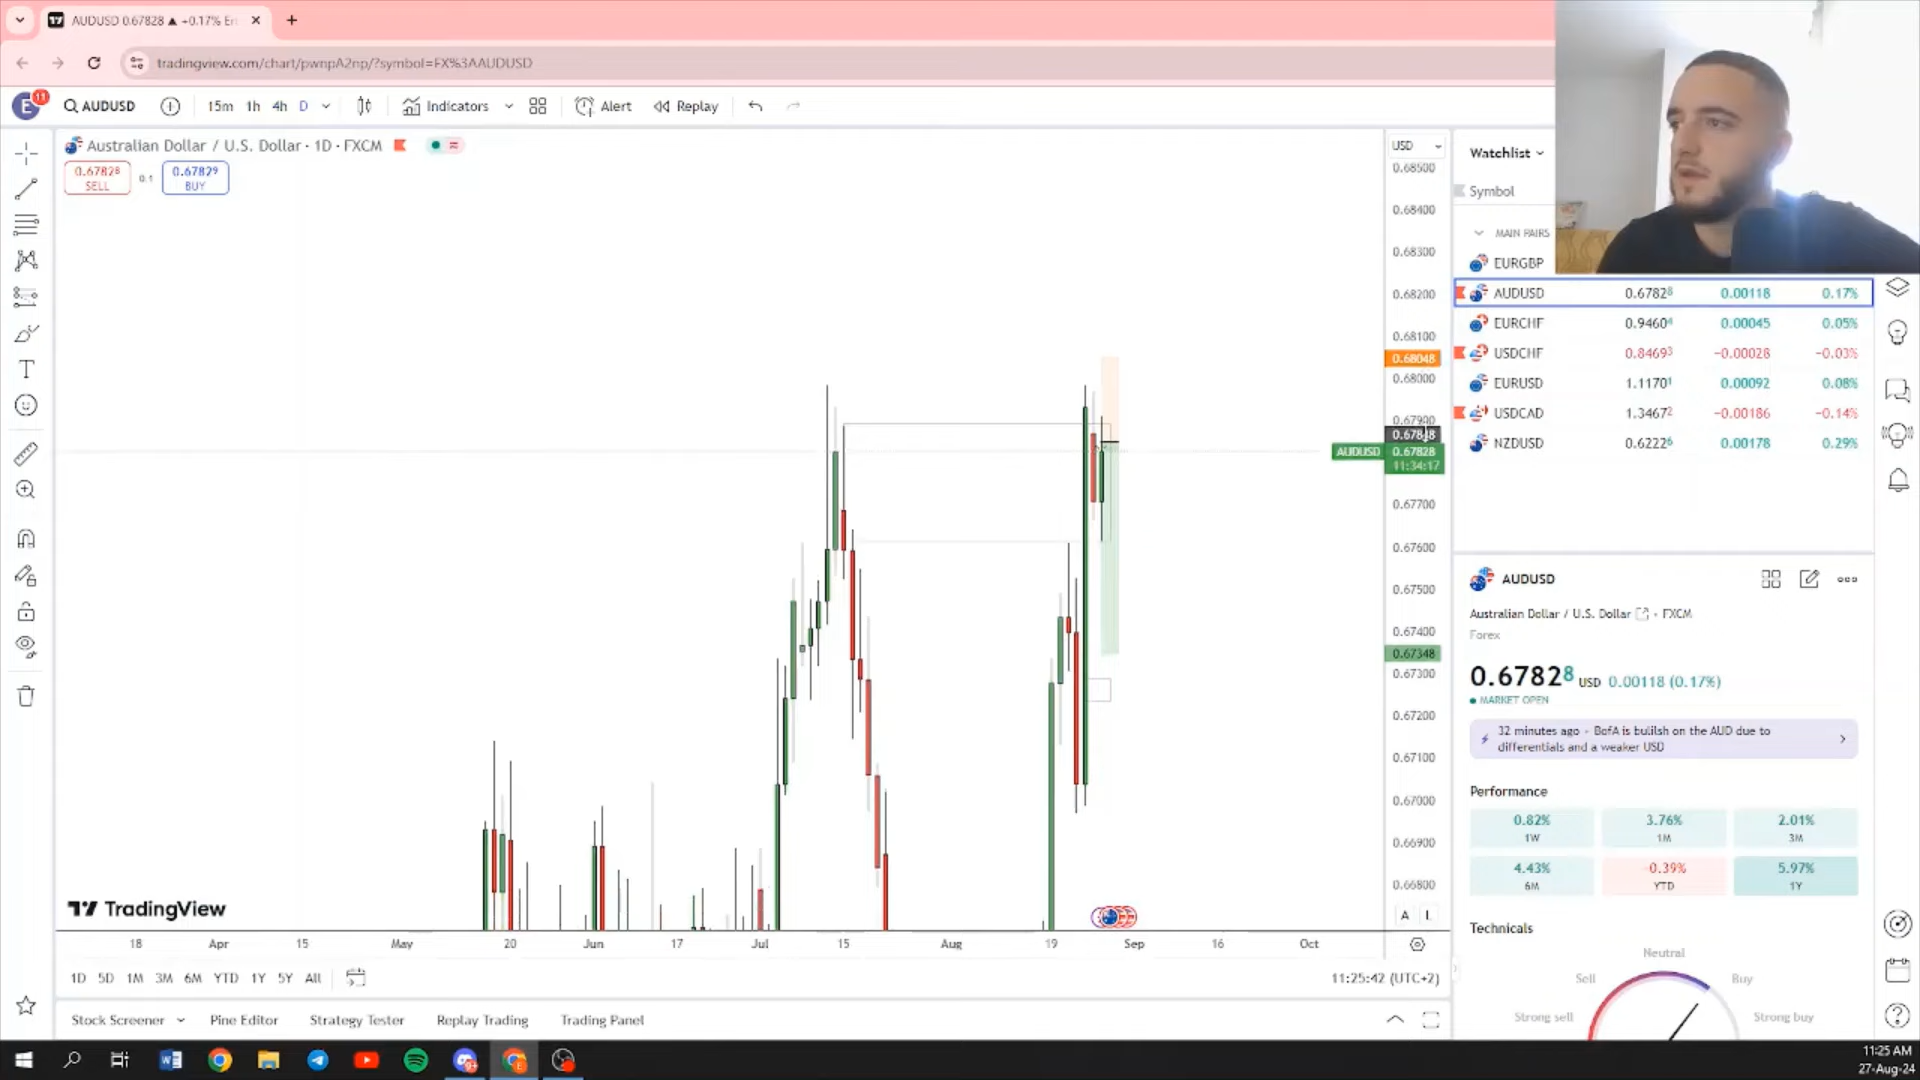 AUDUSD 0.67828 ▲ +0.17% En
tradingview.com/chart/pwnpA2np/?symbol=FX%3AAUDUSD
E 11 AUDUSD 15m 1h 4h D Indicators Alert Replay
Australian Dollar / U.S. Dollar · 1D · FXCM
0.67828 SELL 0.1 0.67829 BUY
USD
0.68500
0.68400
0.68300
0.68200
0.68100
0.68048
0.68000
0.67900
0.67848
AUDUSD 0.67828
11:34:17
0.67700
0.67600
0.67500
0.67400
0.67348
0.67300
0.67200
0.67100
0.67000
0.66900
0.66800
A L
TradingView
18 Apr 15 May 20 Jun 17 Jul 15 Aug 19 Sep 16 Oct
1D 5D 1M 3M 6M YTD 1Y 5Y All
11:25:42 (UTC+2)
Stock Screener Pine Editor Strategy Tester Replay Trading Trading Panel
Watchlist
Symbol
MAIN PAIRS
EURGBP
AUDUSD 0.67828 0.00118 0.17%
EURCHF 0.94604 0.00045 0.05%
USDCHF 0.84693 −0.00028 −0.03%
EURUSD 1.11701 0.00092 0.08%
USDCAD 1.34672 −0.00186 −0.14%
NZDUSD 0.62226 0.00178 0.29%
AUDUSD
Australian Dollar / U.S. Dollar · FXCM
Forex
0.67828 USD 0.00118 (0.17%)
MARKET OPEN
32 minutes ago · BofA is bulilsh on the AUD due to
differentials and a weaker USD
Performance
0.82% 3.76% 2.01%
1W 1M 3M
4.43% −0.39% 5.97%
6M YTD 1Y
Technicals
Neutral
Sell Buy
Strong sell Strong buy
11:25 AM
27-Aug-24